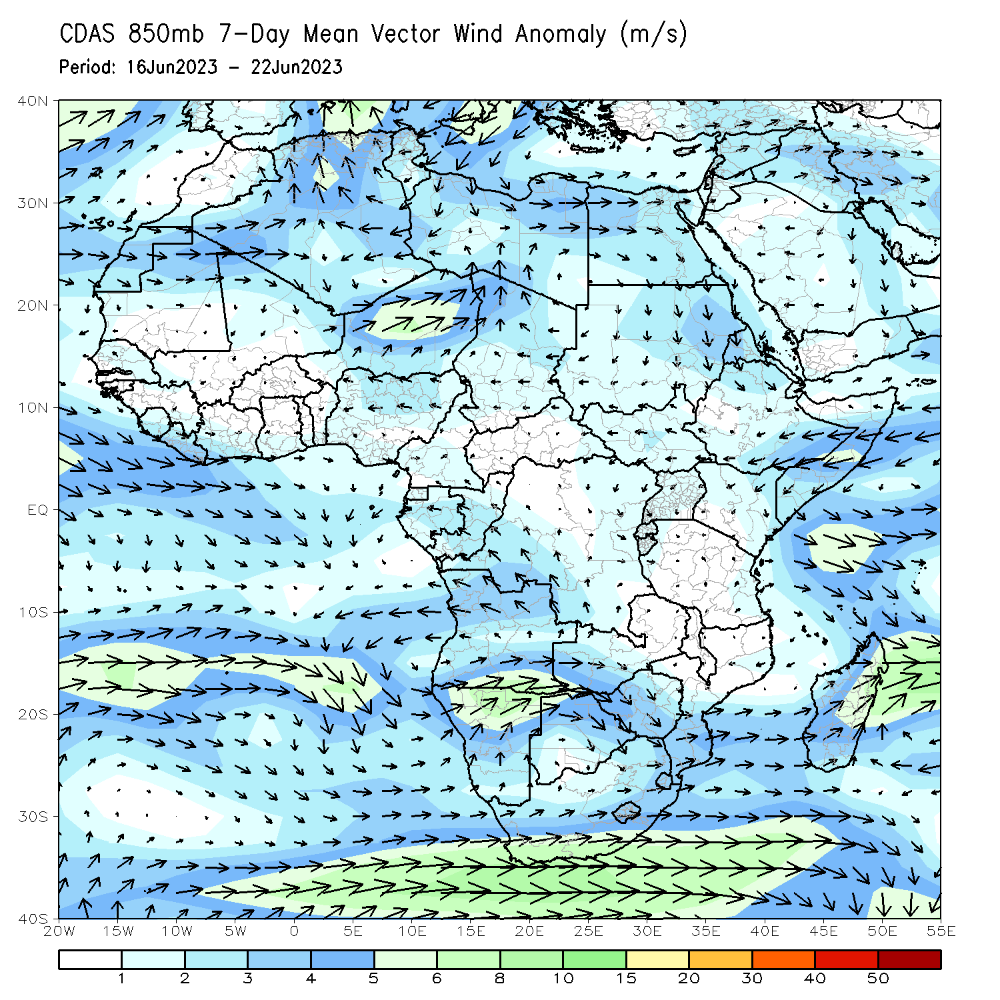 CDAS 850mb 7-Day Mean Vector Wind Anomaly (m/s)
Period: 16Jun2023 - 22Jun2023
40N
30N
20N
10N
EQ
10S
20S
30S
40S
20W 15W 10W 5W 0 5E 10E 15E 20E 25E 30E 35E 40E 45E 50E 55E
1 2 3 4 5 6 8 10 15 20 30 40 50